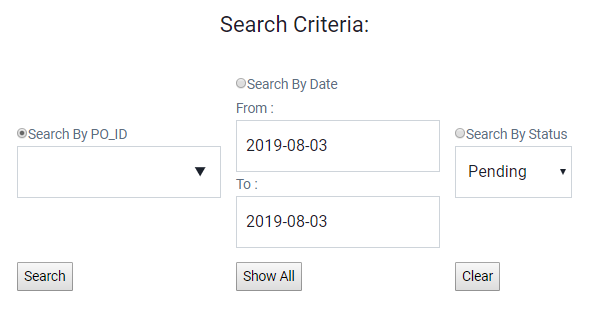 Search Criteria:
Search By Date
From :
2019-08-03
Search By PO_ID
Search By Status
Pending
To :
2019-08-03
Search
Show All
Clear